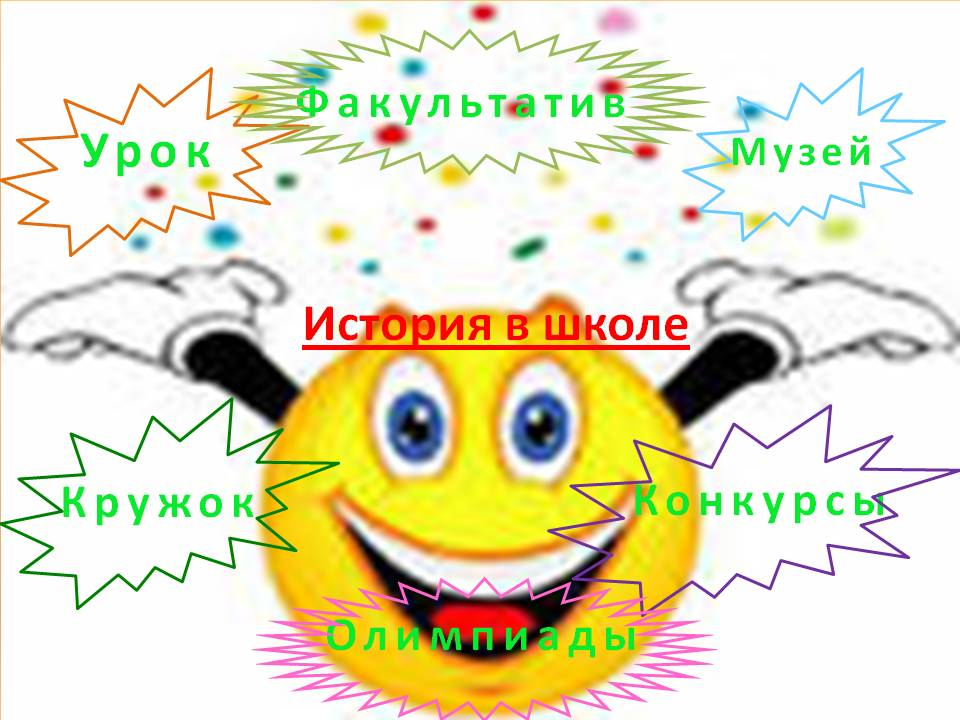 Факультатив
Урок
Музей
История в школе
Кружок
Конкурсы
Олимпиады